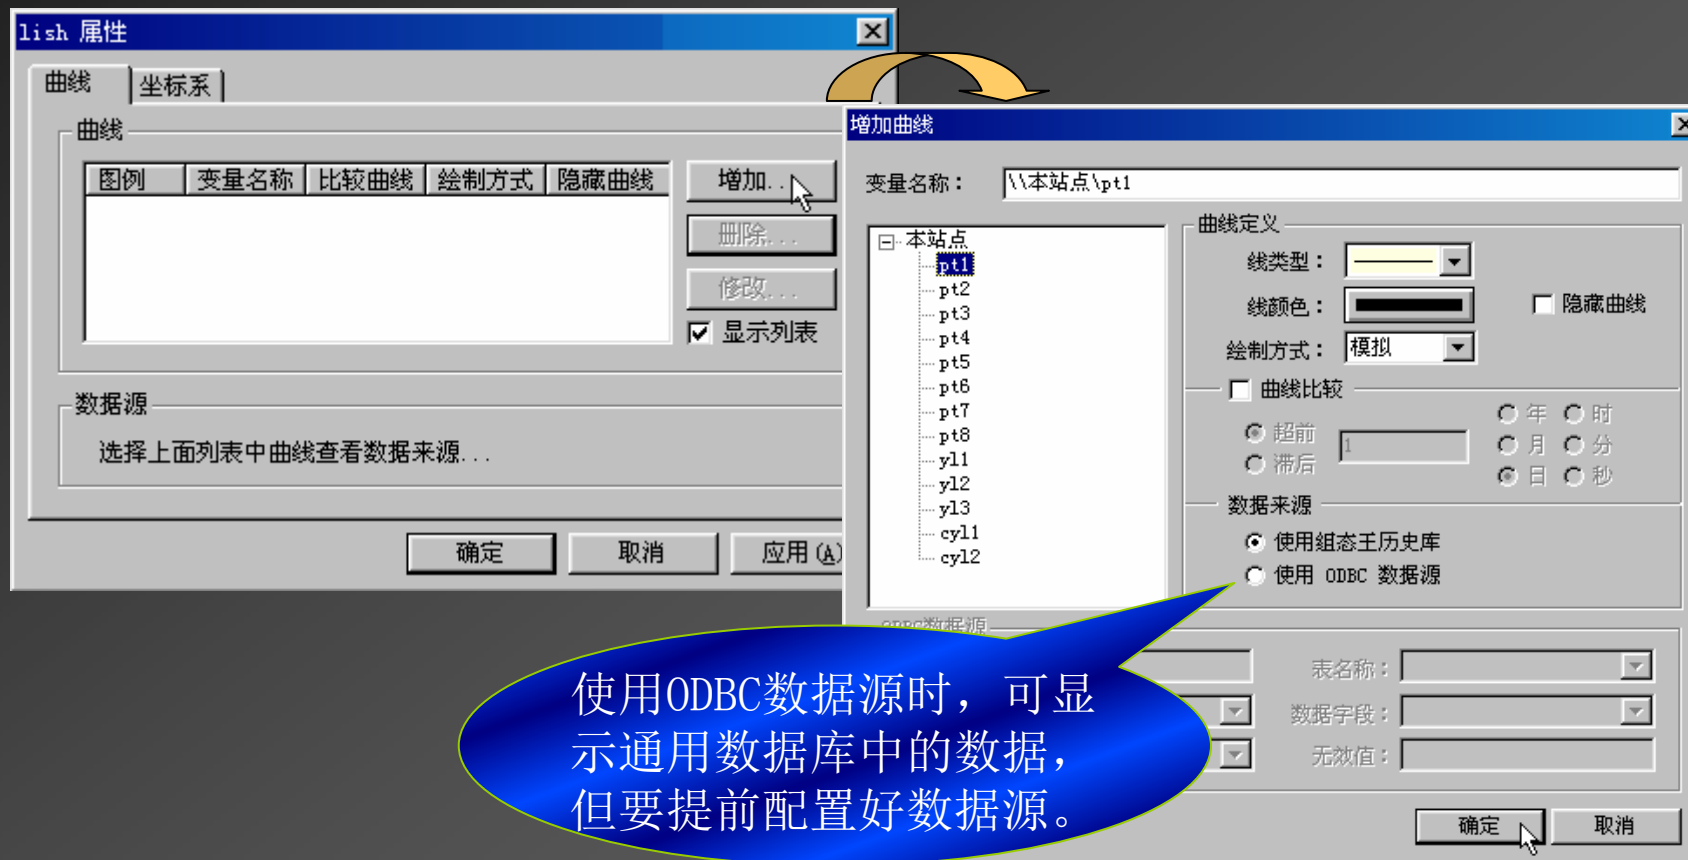 lish 属性
曲线
坐标系
曲线
图例 变量名称 比较曲线 绘制方式 隐藏曲线
增加...
删除...
修改...
显示列表
数据源
选择上面列表中曲线查看数据来源...
确定 取消 应用(A)
增加曲线
变量名称： \\本站点\pt1
本站点
pt1
pt2
pt3
pt4
pt5
pt6
pt7
pt8
yl1
yl2
yl3
cyl1
cyl2
曲线定义
线类型：
线颜色：
隐藏曲线
绘制方式： 模拟
曲线比较
超前
滞后
1
年 时
月 分
日 秒
数据来源
使用组态王历史库
使用 ODBC 数据源
ODBC数据源
表名称：
数据字段：
无效值：
确定 取消
使用ODBC数据源时，可显
示通用数据库中的数据，
但要提前配置好数据源。